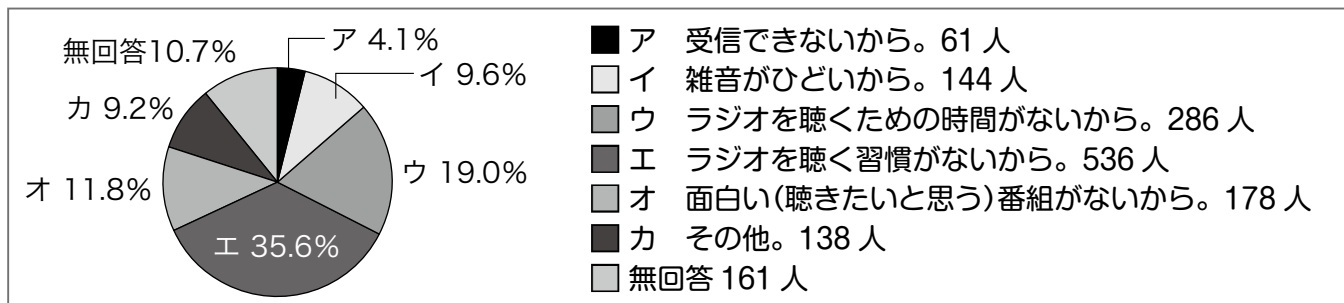 無回答10.7%
ア 4.1%
イ 9.6%
カ 9.2%
ウ 19.0%
オ 11.8%
エ 35.6%
ア　受信できないから。61 人
イ　雑音がひどいから。144 人
ウ　ラジオを聴くための時間がないから。286 人
エ　ラジオを聴く習慣がないから。536 人
オ　面白い(聴きたいと思う)番組がないから。178 人
カ　その他。138 人
無回答 161 人